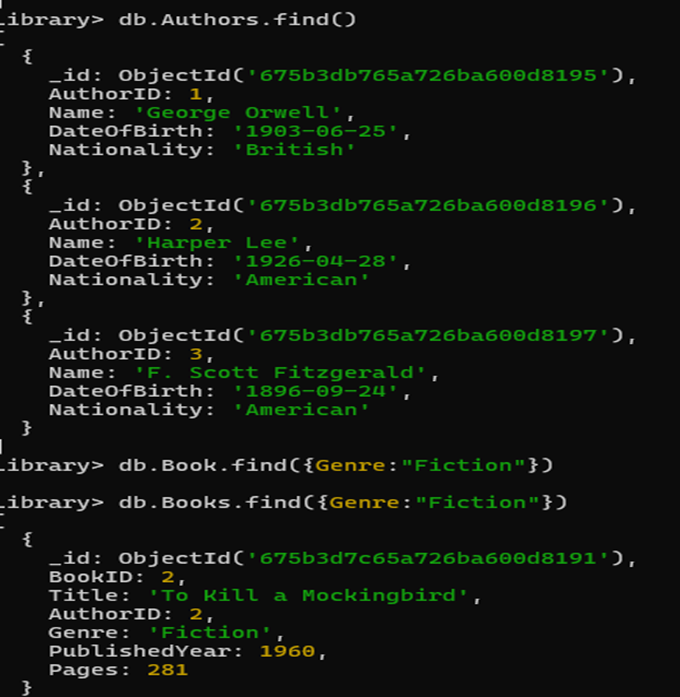 Library> db.Authors.find()
[
  {
    _id: ObjectId('675b3db765a726ba600d8195'),
    AuthorID: 1,
    Name: 'George Orwell',
    DateOfBirth: '1903-06-25',
    Nationality: 'British'
  },
  {
    _id: ObjectId('675b3db765a726ba600d8196'),
    AuthorID: 2,
    Name: 'Harper Lee',
    DateOfBirth: '1926-04-28',
    Nationality: 'American'
  },
  {
    _id: ObjectId('675b3db765a726ba600d8197'),
    AuthorID: 3,
    Name: 'F. Scott Fitzgerald',
    DateOfBirth: '1896-09-24',
    Nationality: 'American'
  }
]
Library> db.Book.find({Genre:"Fiction"})
Library> db.Books.find({Genre:"Fiction"})
[
  {
    _id: ObjectId('675b3d7c65a726ba600d8191'),
    BookID: 2,
    Title: 'To Kill a Mockingbird',
    AuthorID: 2,
    Genre: 'Fiction',
    PublishedYear: 1960,
    Pages: 281
  }